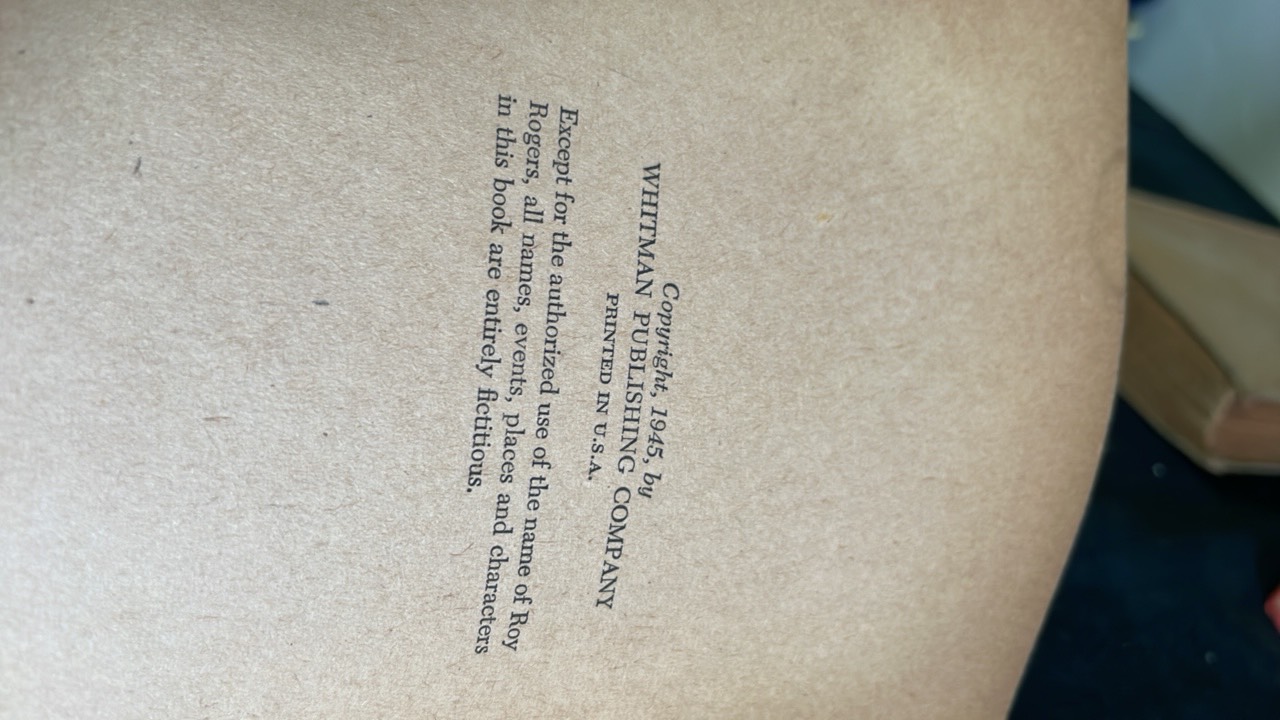 Copyright, 1945, by
WHITMAN PUBLISHING COMPANY
PRINTED IN U.S.A.
Except for the authorized use of the name of Roy
Rogers, all names, events, places and characters
in this book are entirely fictitious.